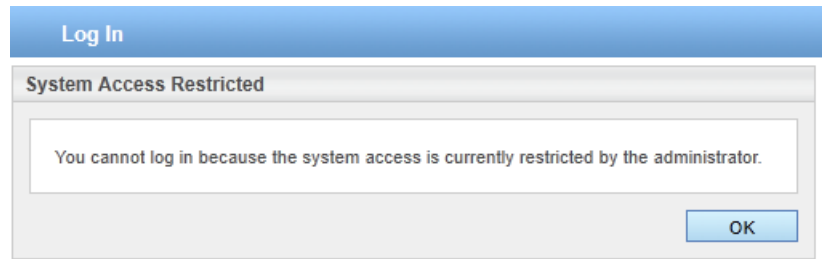 Log In
System Access Restricted
You cannot log in because the system access is currently restricted by the administrator.
OK